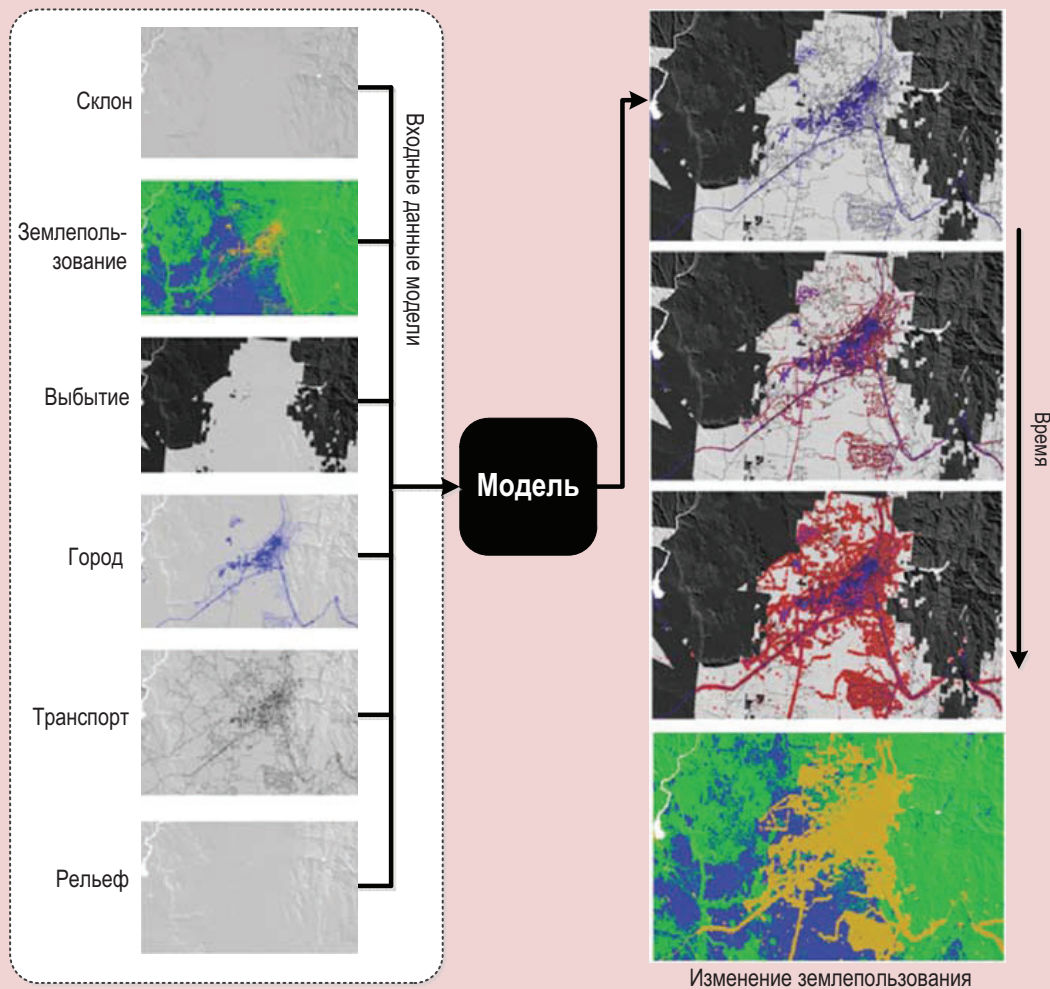 Склон
Землеполь-
зование
Выбытие
Город
Транспорт
Рельеф
Входные данные модели
Модель
Время
Изменение землепользования